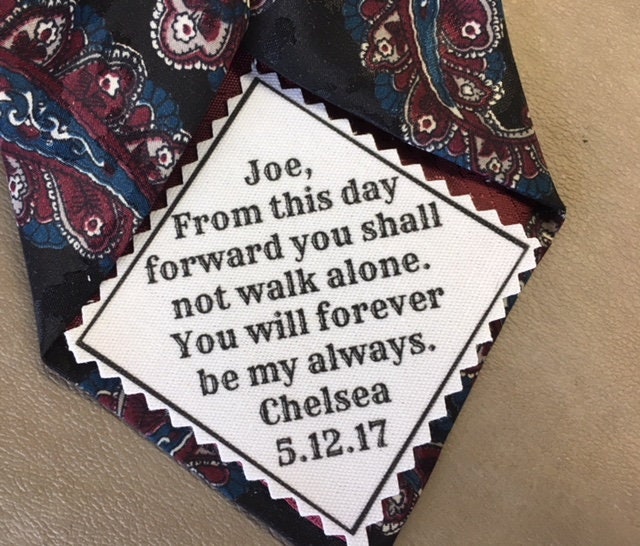 Joe,
From this day
forward you shall
not walk alone.
You will forever
be my always.
Chelsea
5.12.17